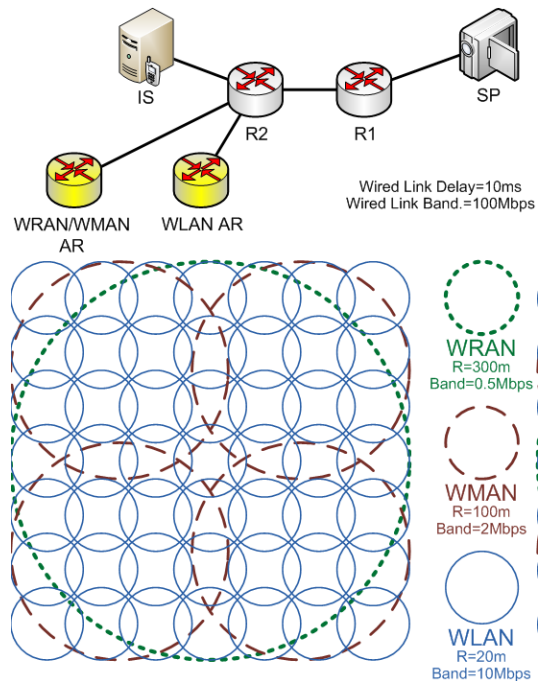 IS
SP
R2
R1
WRAN/WMAN
AR
WLAN AR
Wired Link Delay=10ms
Wired Link Band.=100Mbps
WRAN
R=300m
Band=0.5Mbps
WMAN
R=100m
Band=2Mbps
WLAN
R=20m
Band=10Mbps